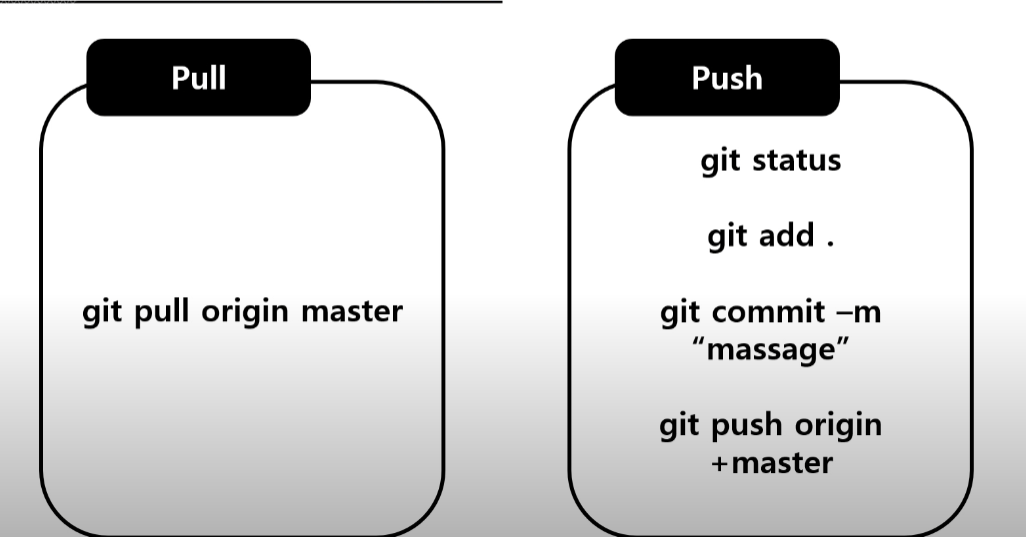 Pull
git pull origin master
Push
git status
git add .
git commit –m
“massage”
git push origin
+master